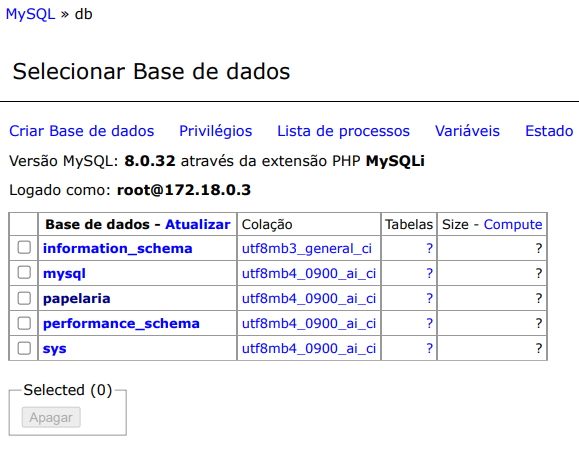 MySQL » db
Selecionar Base de dados
Criar Base de dados Privilégios Lista de processos Variáveis Estado
Versão MySQL: 8.0.32 através da extensão PHP MySQLi
Logado como: root@172.18.0.3
Base de dados - Atualizar Colação Tabelas Size - Compute
information_schema utf8mb3_general_ci ? ?
mysql utf8mb4_0900_ai_ci ? ?
papelaria utf8mb4_0900_ai_ci ? ?
performance_schema utf8mb4_0900_ai_ci ? ?
sys utf8mb4_0900_ai_ci ? ?
Selected (0)
Apagar